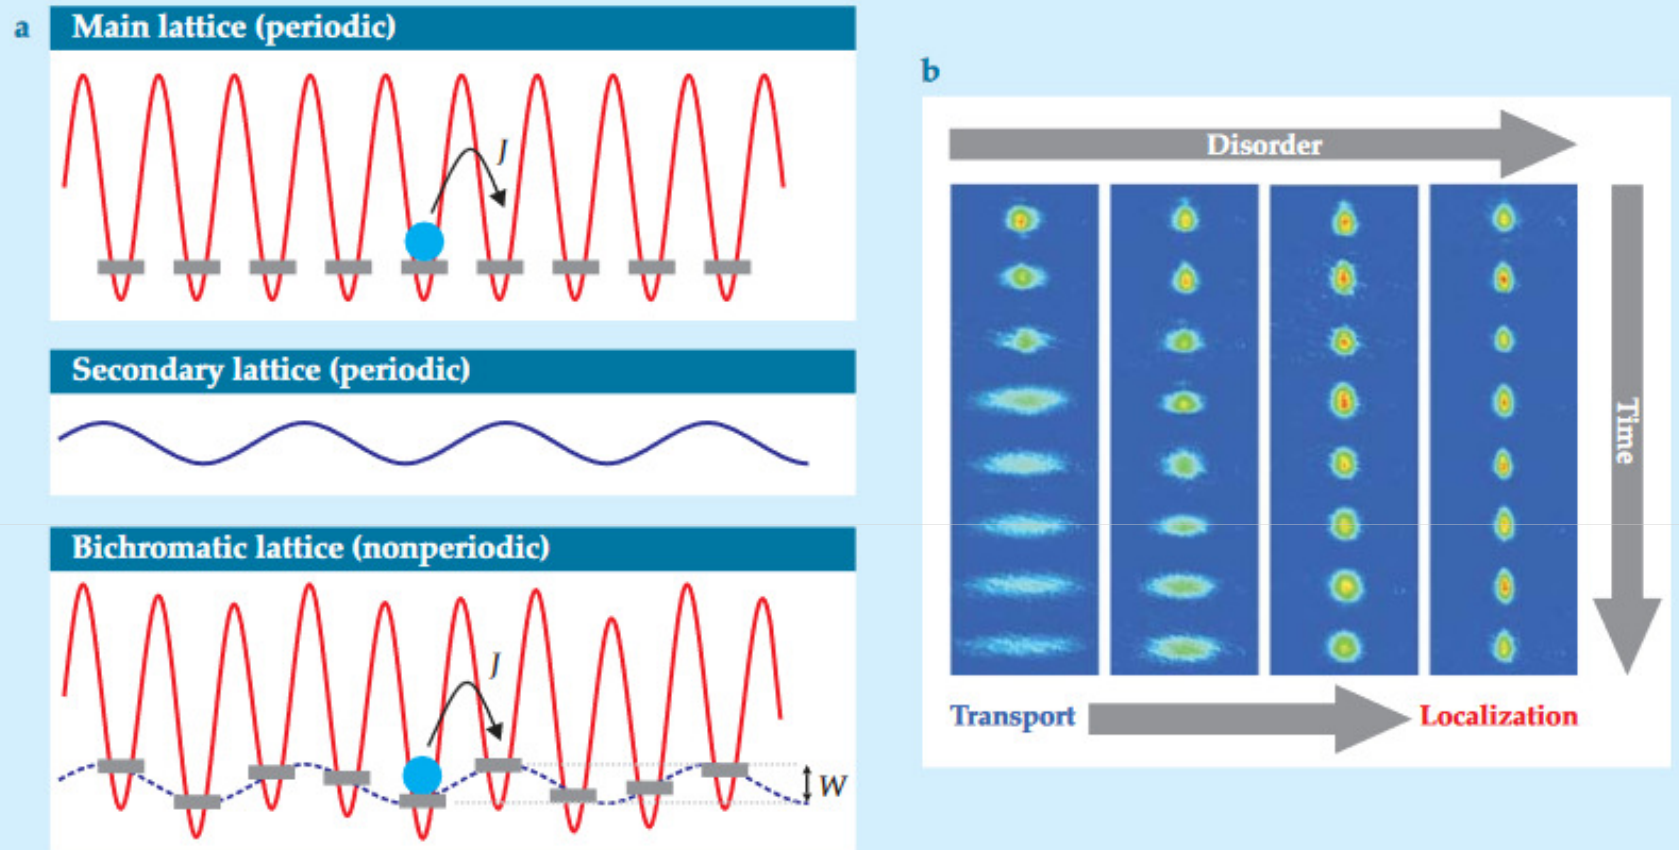 a
Main lattice (periodic)
J
Secondary lattice (periodic)
Bichromatic lattice (nonperiodic)
J
W
b
Disorder
Time
Transport
Localization